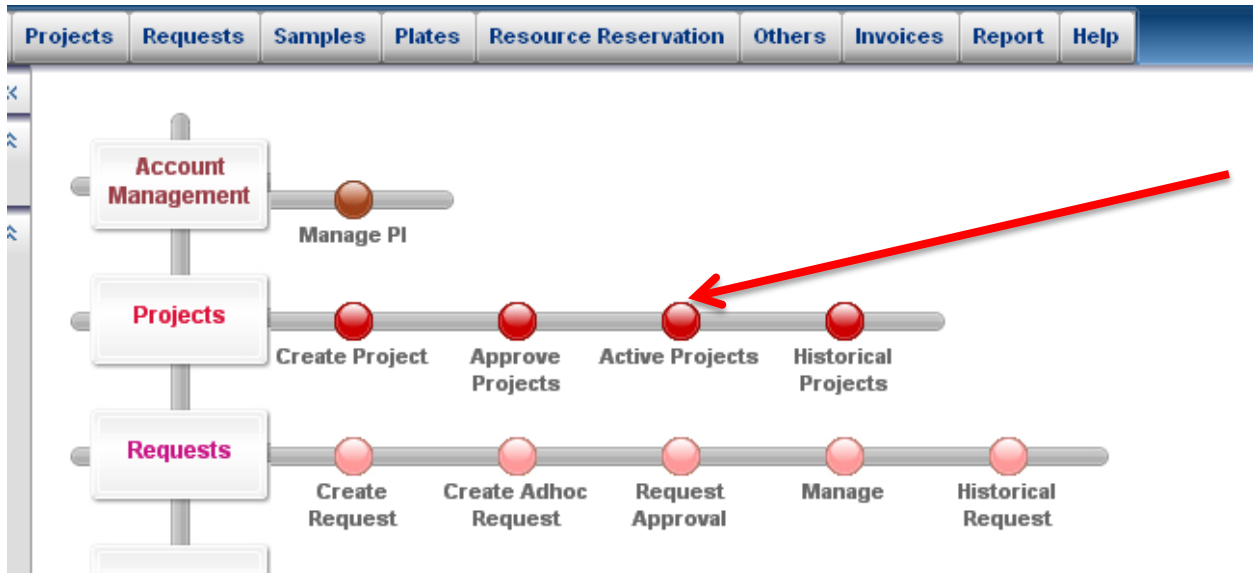 Projects Requests Samples Plates Resource Reservation Others Invoices Report Help
Account
Management
Manage PI
Projects
Create Project Approve Active Projects Historical
Projects Projects
Requests
Create Create Adhoc Request Manage Historical
Request Request Approval Request